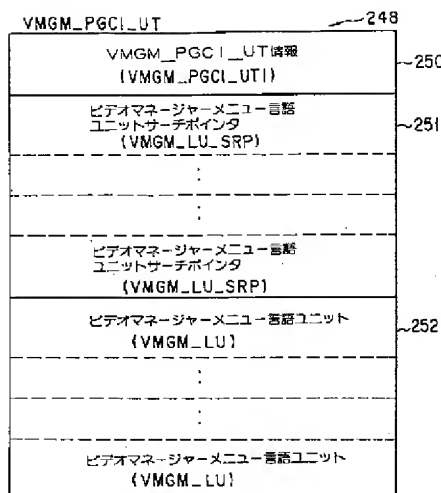 VMGM_PGCI_UT
248
VMGM_PGCI_UT情報
(VMGM_PGCI_UTI)
250
ビデオマネージャーメニュー言語
ユニットサーチポインタ
(VMGM_LU_SRP)
251
ビデオマネージャーメニュー言語
ユニットサーチポインタ
(VMGM_LU_SRP)
ビデオマネージャーメニュー言語ユニット
(VMGM_LU)
252
ビデオマネージャーメニュー言語ユニット
(VMGM_LU)